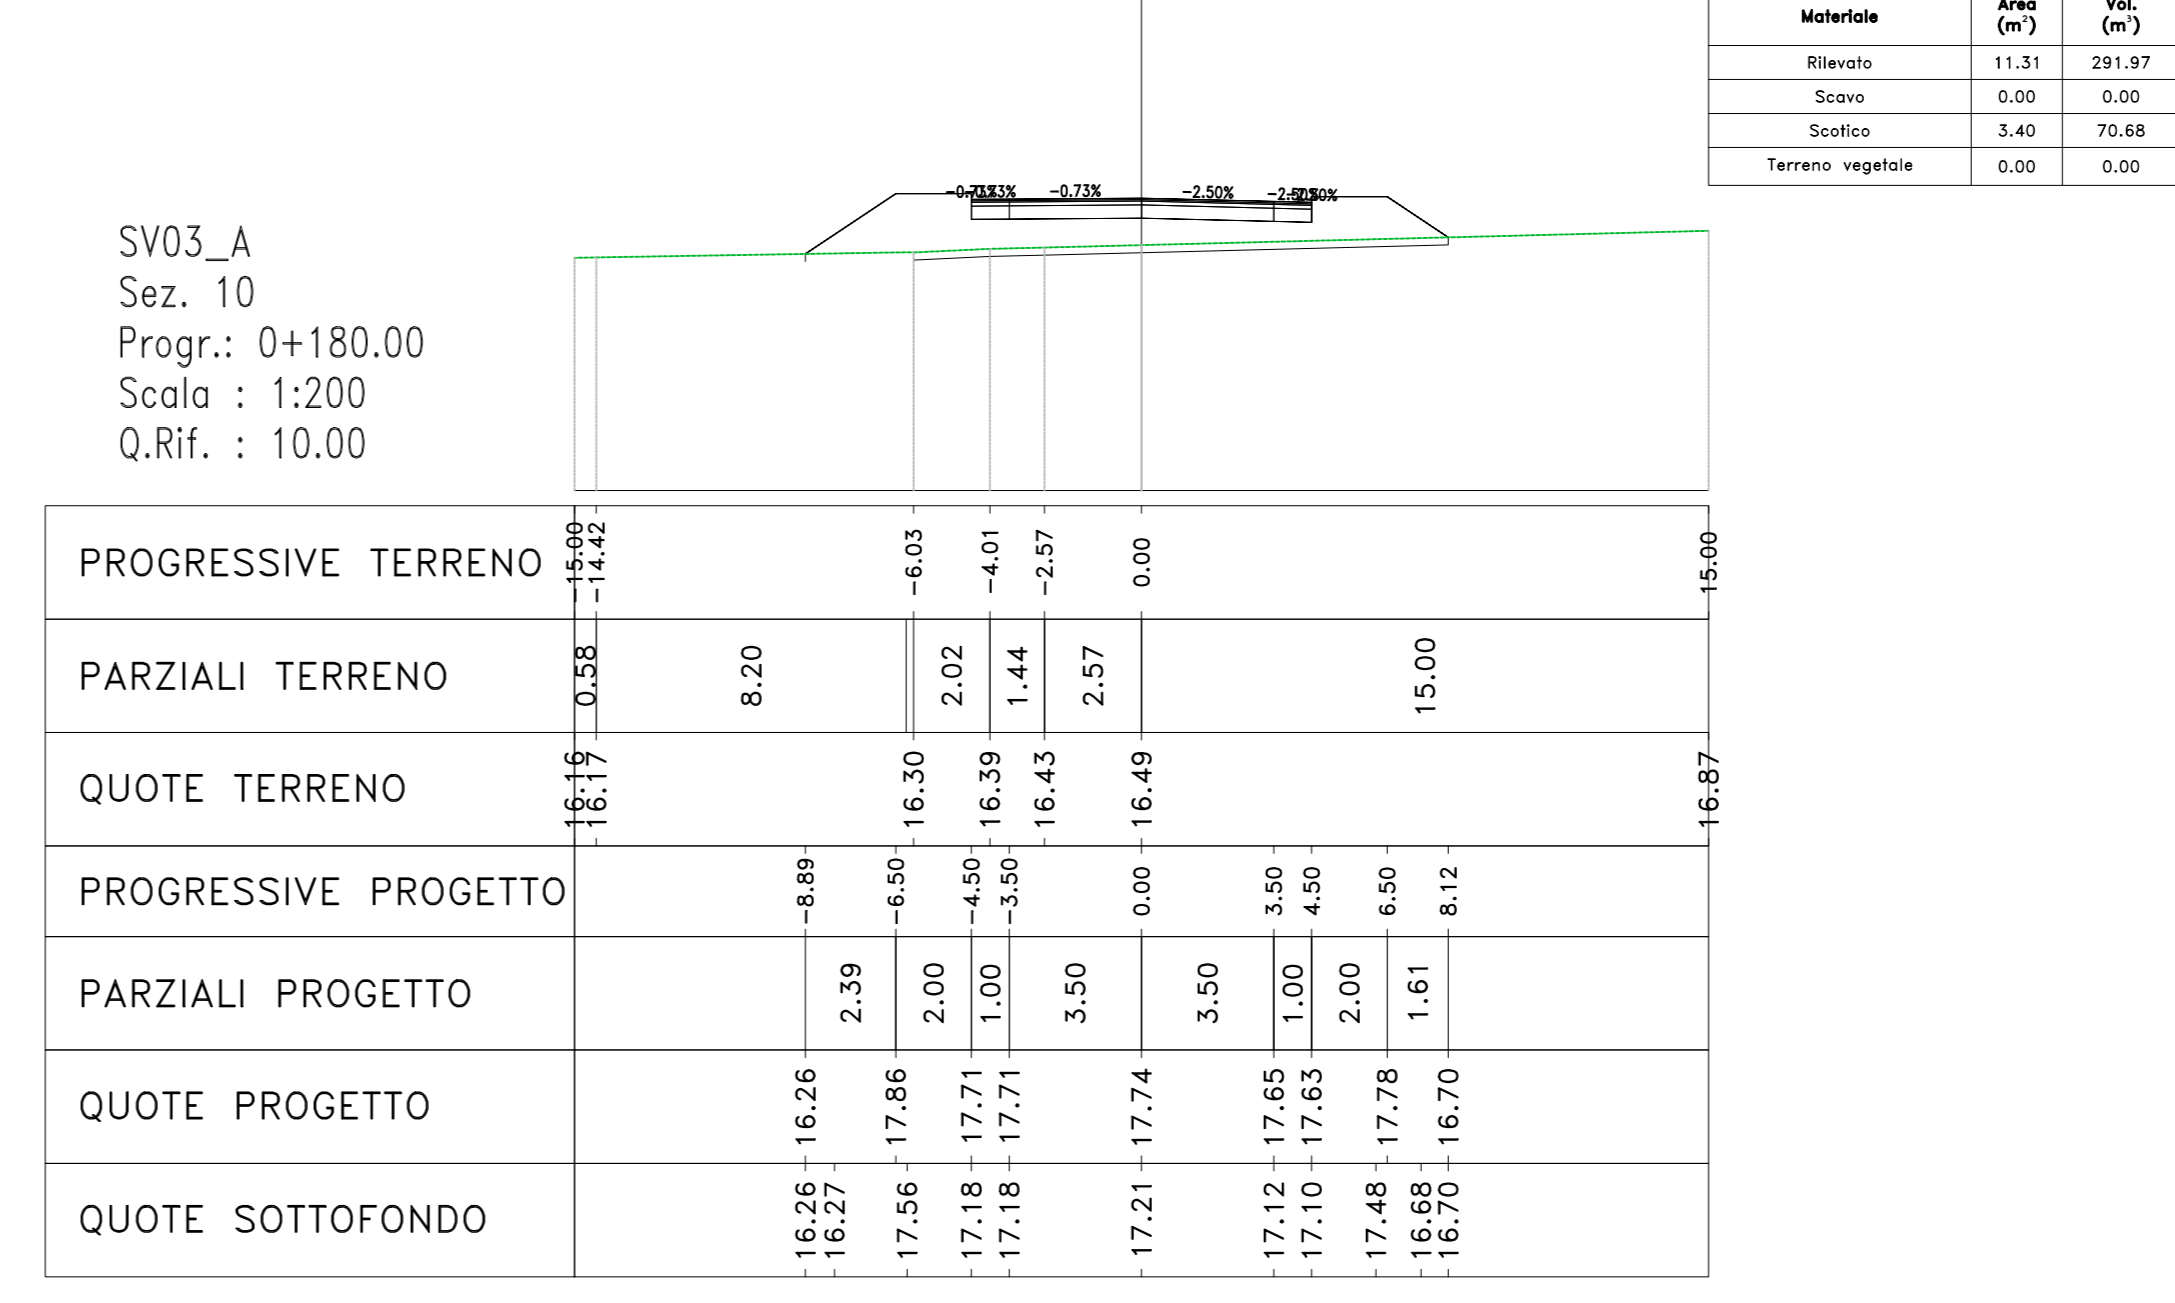 Materiale Area (m²) Vol. (m³)
Rilevato 11.31 291.97
Scavo 0.00 0.00
Scotico 3.40 70.68
Terreno vegetale 0.00 0.00
-0.73% -2.50%
SV03_A
Sez. 10
Progr.: 0+180.00
Scala : 1:200
Q.Rif. : 10.00
PROGRESSIVE TERRENO -15.00 -14.42 -6.03 -4.01 -2.57 0.00 15.00
PARZIALI TERRENO 0.58 8.20 2.02 1.44 2.57 15.00
QUOTE TERRENO 16.16 16.17 16.30 16.39 16.43 16.49 16.87
PROGRESSIVE PROGETTO -8.89 -6.50 -4.50 -3.50 0.00 3.50 4.50 6.50 8.12
PARZIALI PROGETTO 2.39 2.00 1.00 3.50 3.50 1.00 2.00 1.61
QUOTE PROGETTO 16.26 17.86 17.71 17.71 17.74 17.65 17.63 17.78 16.70
QUOTE SOTTOFONDO 16.26 16.27 17.56 17.18 17.18 17.21 17.12 17.10 17.48 16.68 16.70